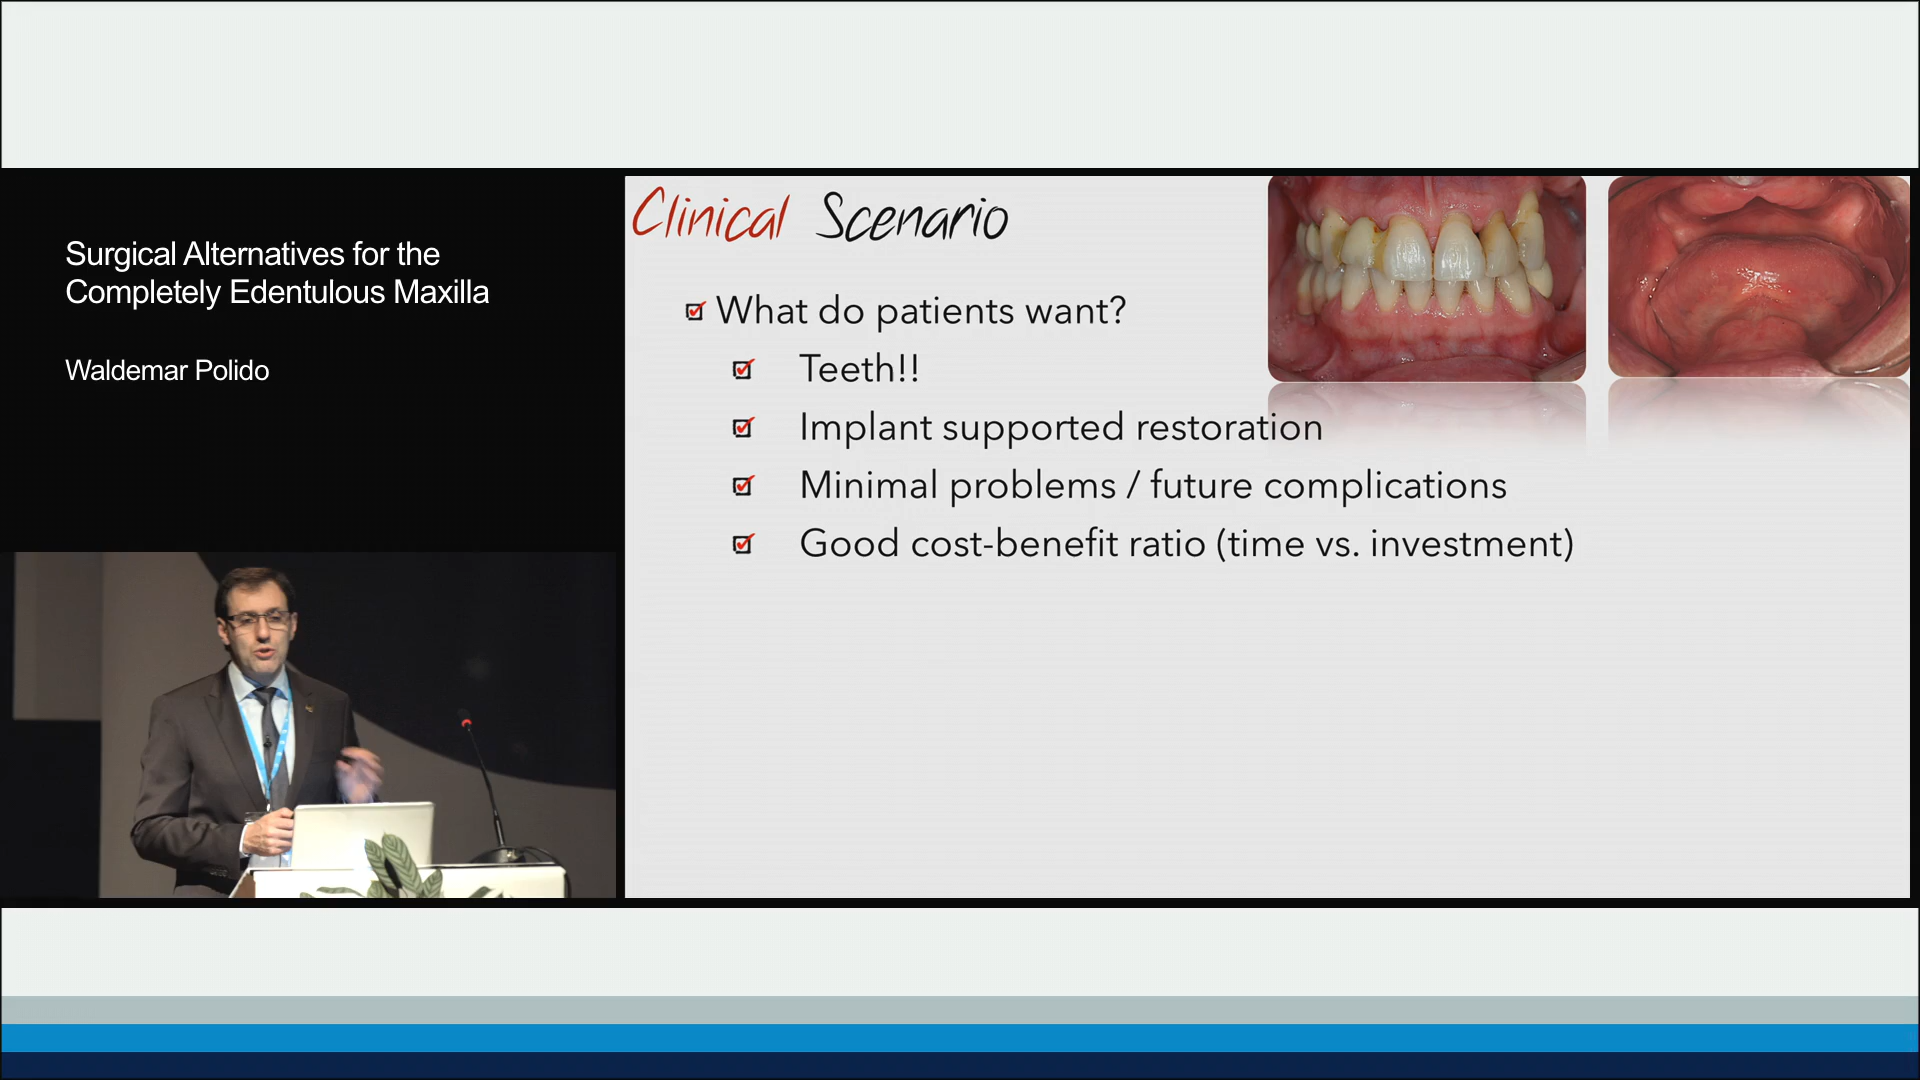 Surgical Alternatives for the
Completely Edentulous Maxilla
Waldemar Polido
Clinical Scenario
What do patients want?
Teeth!!
Implant supported restoration
Minimal problems / future complications
Good cost-benefit ratio (time vs. investment)